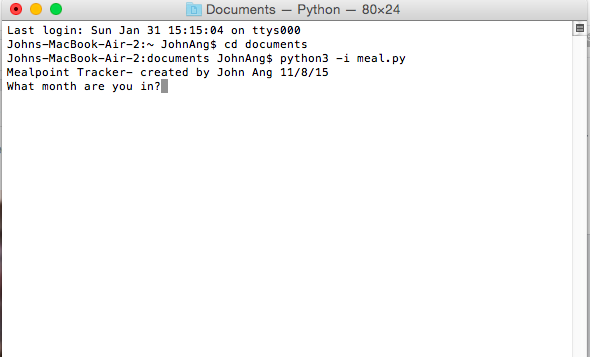 Documents — Python — 80×24
Last login: Sun Jan 31 15:15:04 on ttys000
Johns-MacBook-Air-2:~ JohnAng$ cd documents
Johns-MacBook-Air-2:documents JohnAng$ python3 -i meal.py
Mealpoint Tracker- created by John Ang 11/8/15
What month are you in?